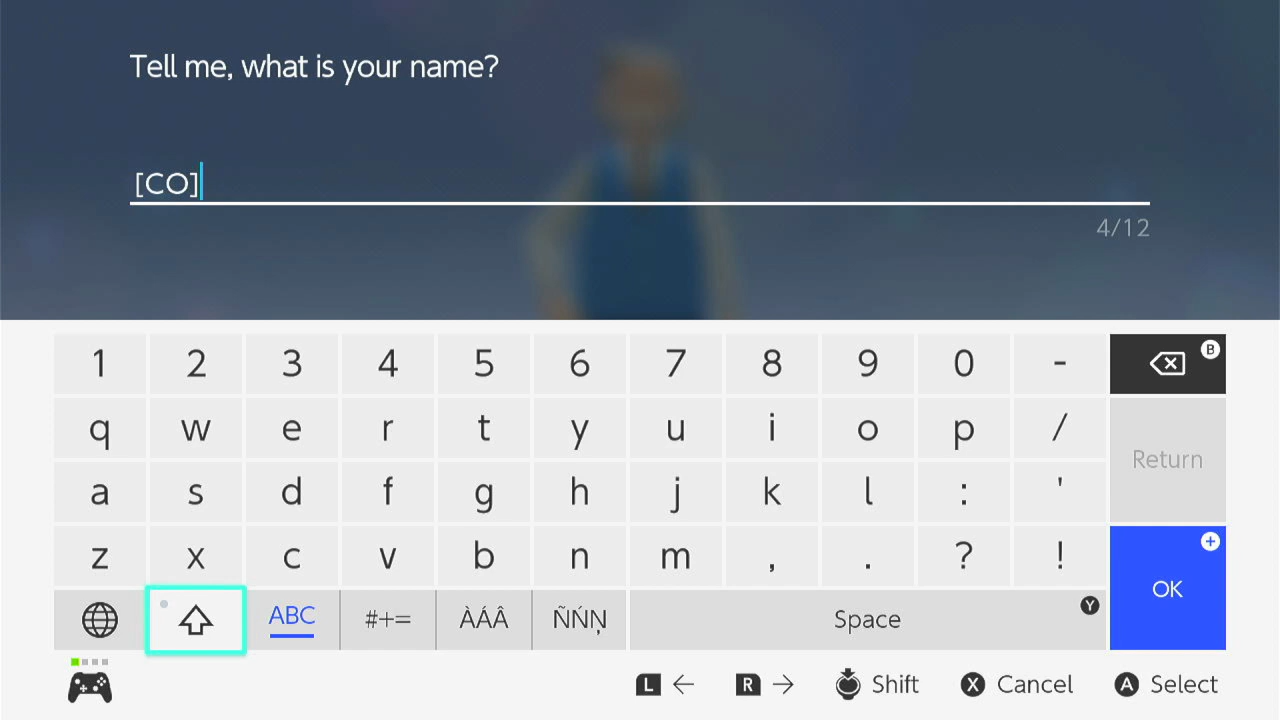 Tell me, what is your name?
[CO]
4/12
1 2 3 4 5 6 7 8 9 0 - B
q w e r t y u i o p /
Return
a s d f g h j k l : '
z x c v b n m , . ? ! +
OK
ABC #+= ÀÁÂ ÑŃŅ Space Y
L ← R → Shift X Cancel A Select